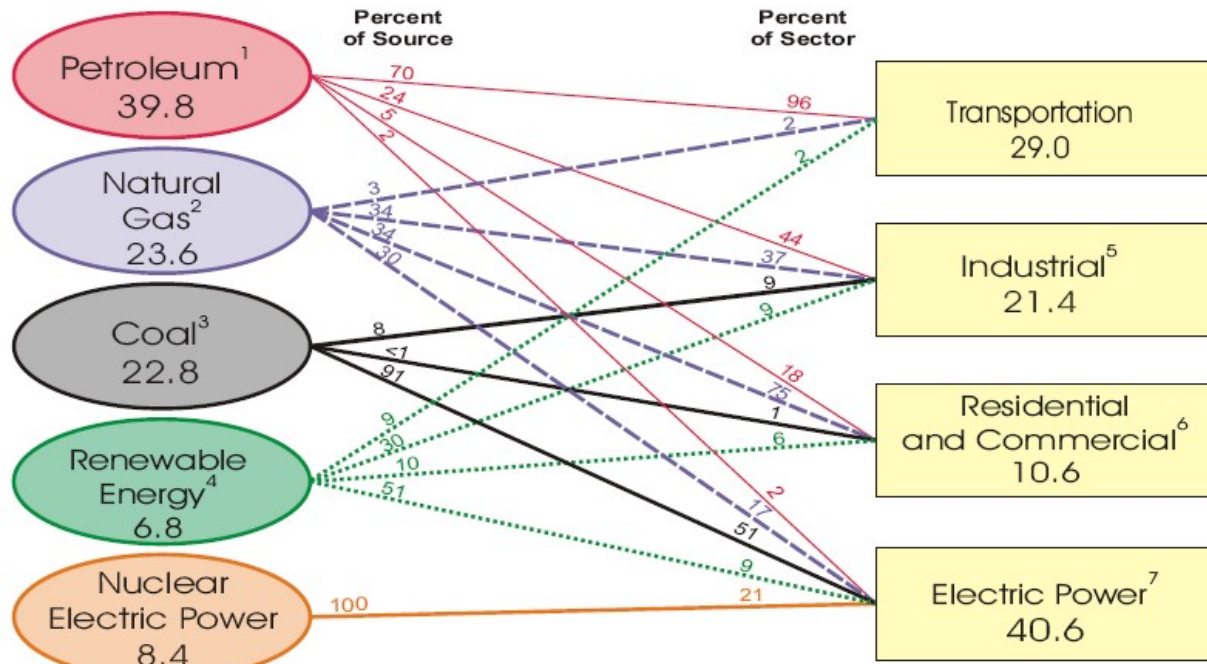 Percent
of Source
Percent
of Sector
Petroleum1
39.8
Natural
Gas2
23.6
Coal3
22.8
Renewable
Energy4
6.8
Nuclear
Electric Power
8.4
70
24
5
2
3
34
34
30
8
<1
91
9
30
10
51
100
96
2
2
44
37
9
9
18
75
1
6
2
17
51
9
21
Transportation
29.0
Industrial5
21.4
Residential
and Commercial6
10.6
Electric Power7
40.6